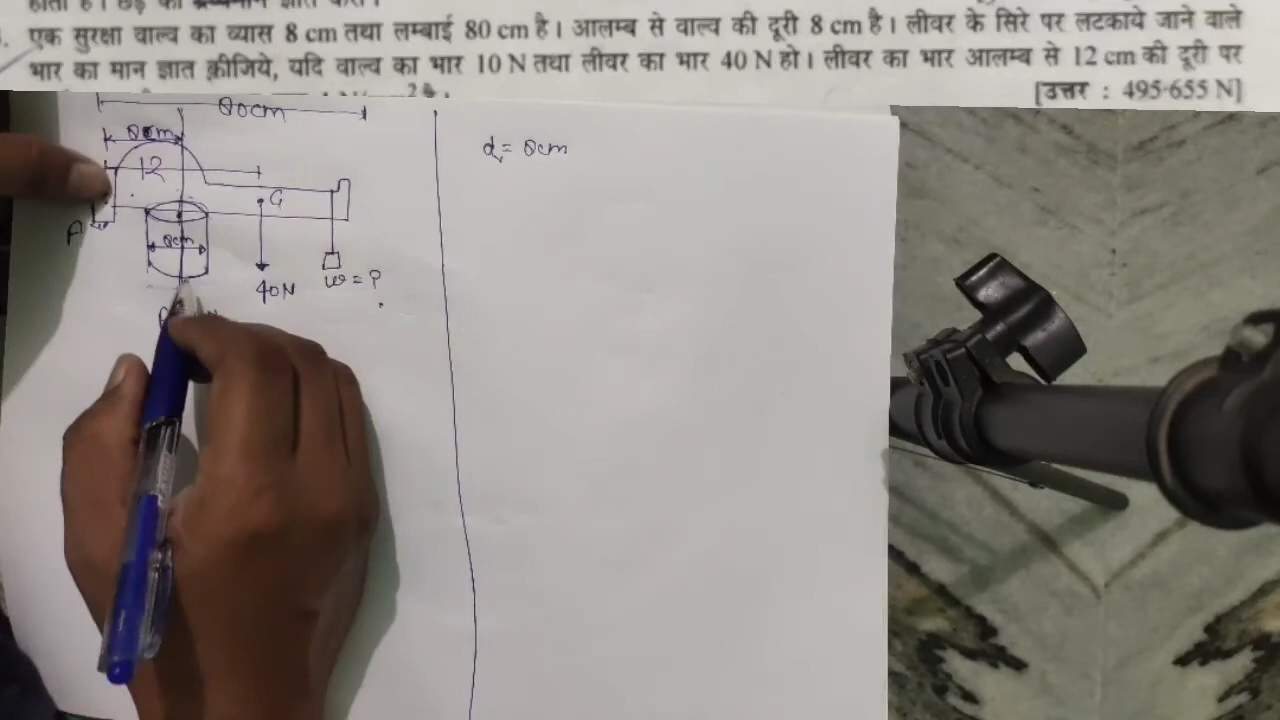 एक सुरक्षा वाल्व का व्यास 8 cm तथा लम्बाई 80 cm है। आलम्ब से वाल्व की दूरी 8 cm है। लीवर के सिरे पर लटकाये जाने वाले
भार का मान ज्ञात क़ीजिये, यदि वाल्व का भार 10 N तथा लीवर का भार 40 N हो। लीवर का भार आलम्ब से 12 cm की दूरी पर
[उत्तर : 495·655 N]
80cm
8cm
12
G
A
8cm
40N
w = ?
d = 8cm